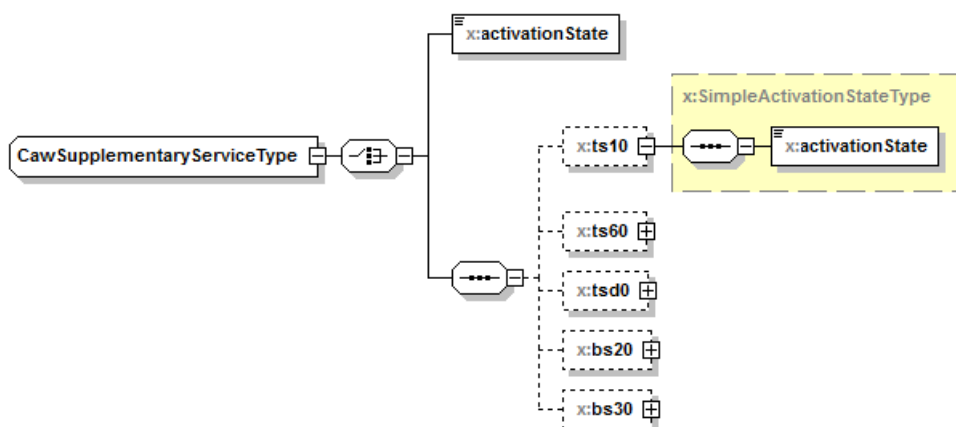 x:activationState
x:SimpleActivationStateType
CawSupplementaryServiceType
x:ts10
x:activationState
x:ts60
x:tsd0
x:bs20
x:bs30